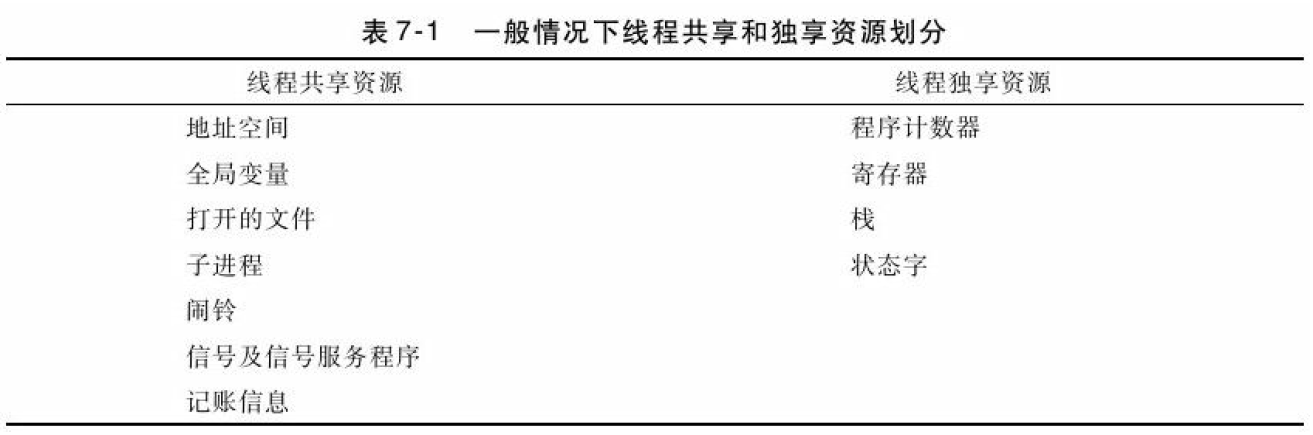 表7-1 一般情况下线程共享和独享资源划分
线程共享资源 线程独享资源
地址空间 程序计数器
全局变量 寄存器
打开的文件 栈
子进程 状态字
闹铃
信号及信号服务程序
记账信息